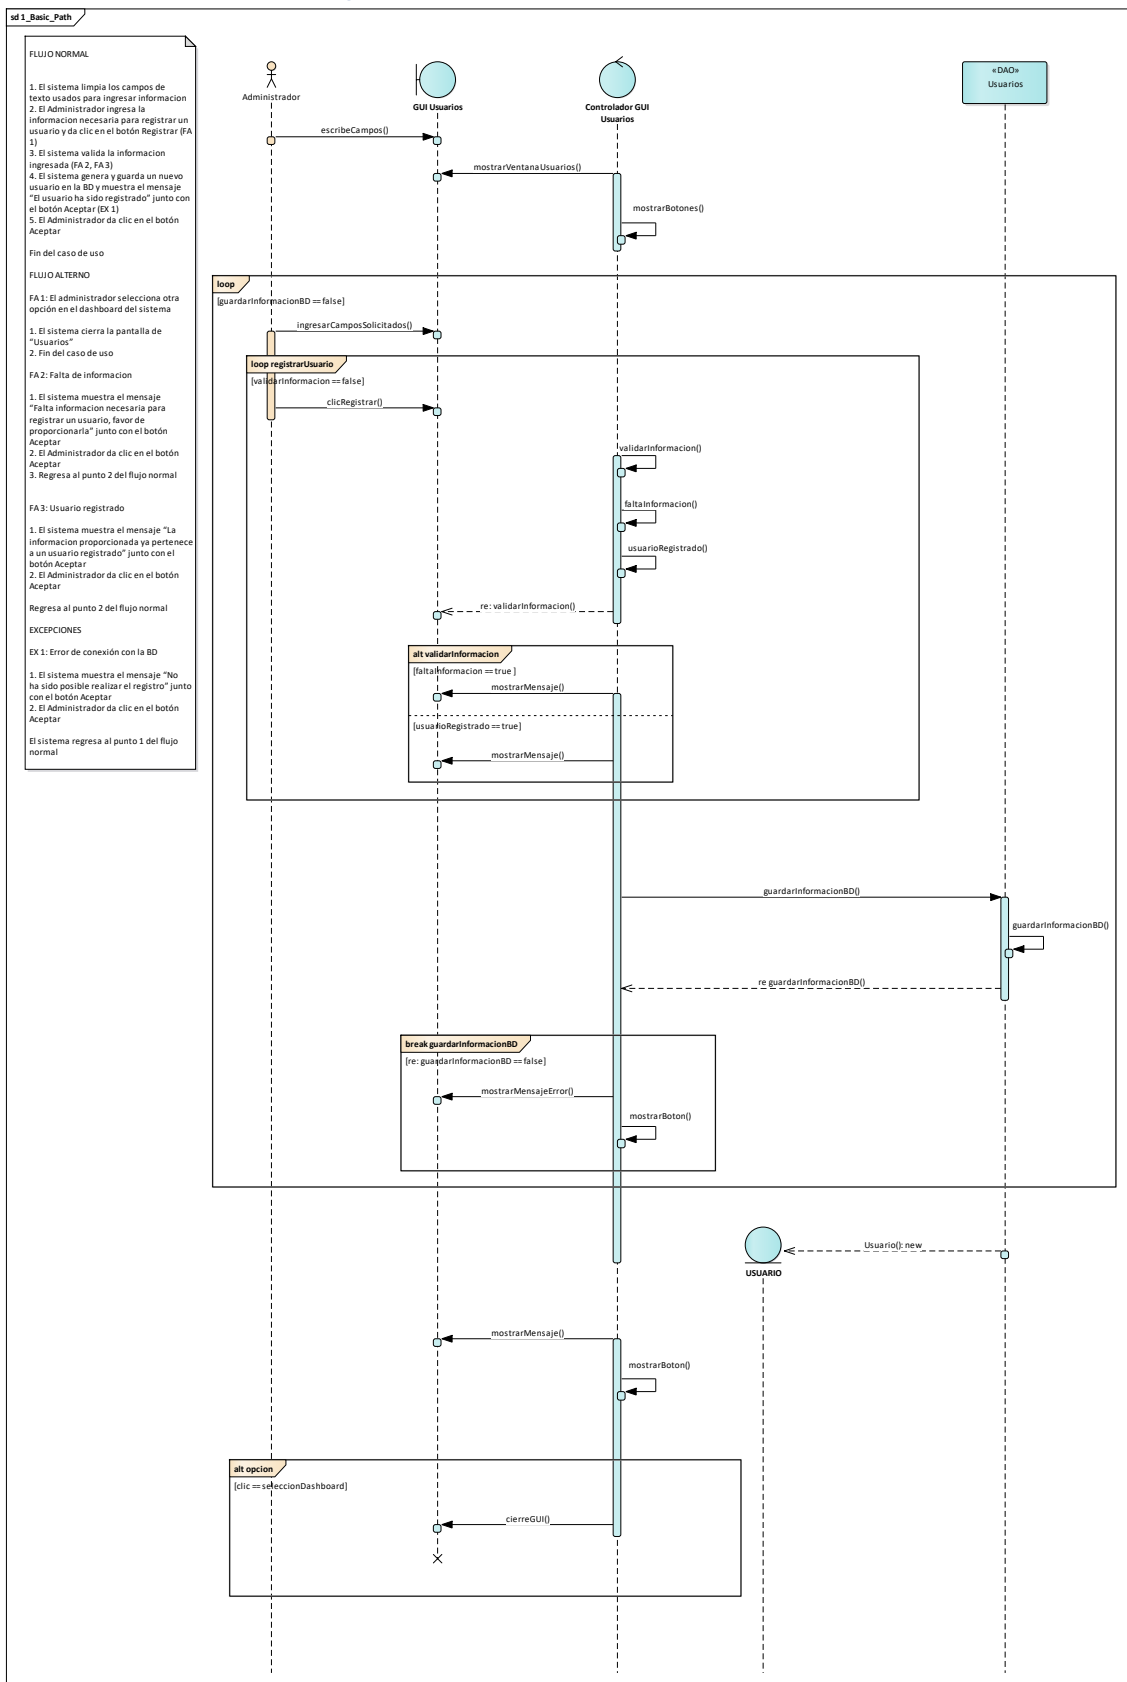 sd 1_Basic_Path
FLUJO NORMAL
1. El sistema limpia los campos de
texto usados para ingresar informacion
2. El Administrador ingresa la
informacion necesaria para registrar un
usuario y da clic en el botón Registrar (FA
1)
3. El sistema valida la informacion
ingresada (FA 2, FA 3)
4. El sistema genera y guarda un nuevo
usuario en la BD y muestra el mensaje
“El usuario ha sido registrado” junto con
el botón Aceptar (EX 1)
5. El Administrador da clic en el botón
Aceptar
Fin del caso de uso
FLUJO ALTERNO
FA 1: El administrador selecciona otra
opción en el dashboard del sistema
1. El sistema cierra la pantalla de
“Usuarios”
2. Fin del caso de uso
FA 2: Falta de informacion
1. El sistema muestra el mensaje
“Falta informacion necesaria para
registrar un usuario, favor de
proporcionarla” junto con el botón
Aceptar
2. El Administrador da clic en el botón
Aceptar
3. Regresa al punto 2 del flujo normal
FA 3: Usuario registrado
1. El sistema muestra el mensaje “La
informacion proporcionada ya pertenece
a un usuario registrado” junto con el
botón Aceptar
2. El Administrador da clic en el botón
Aceptar
Regresa al punto 2 del flujo normal
EXCEPCIONES
EX 1: Error de conexión con la BD
1. El sistema muestra el mensaje “No
ha sido posible realizar el registro” junto
con el botón Aceptar
2. El Administrador da clic en el botón
Aceptar
El sistema regresa al punto 1 del flujo
normal
Administrador
GUI Usuarios
Controlador GUI
Usuarios
«DAO»
Usuarios
escribeCampos()
mostrarVentanaUsuarios()
mostrarBotones()
loop
[guardarInformacionBD == false]
ingresarCamposSolicitados()
loop registrarUsuario
[validarInformacion == false]
clicRegistrar()
validarInformacion()
faltaInformacion()
usuarioRegistrado()
re: validarInformacion()
alt validarInformacion
[faltaInformacion == true ]
mostrarMensaje()
[usuarioRegistrado == true]
mostrarMensaje()
guardarInformacionBD()
guardarInformacionBD()
re guardarInformacionBD()
break guardarInformacionBD
[re: guardarInformacionBD == false]
mostrarMensajeError()
mostrarBoton()
Usuario(): new
USUARIO
mostrarMensaje()
mostrarBoton()
alt opcion
[clic == seleccionDashboard]
cierreGUI()